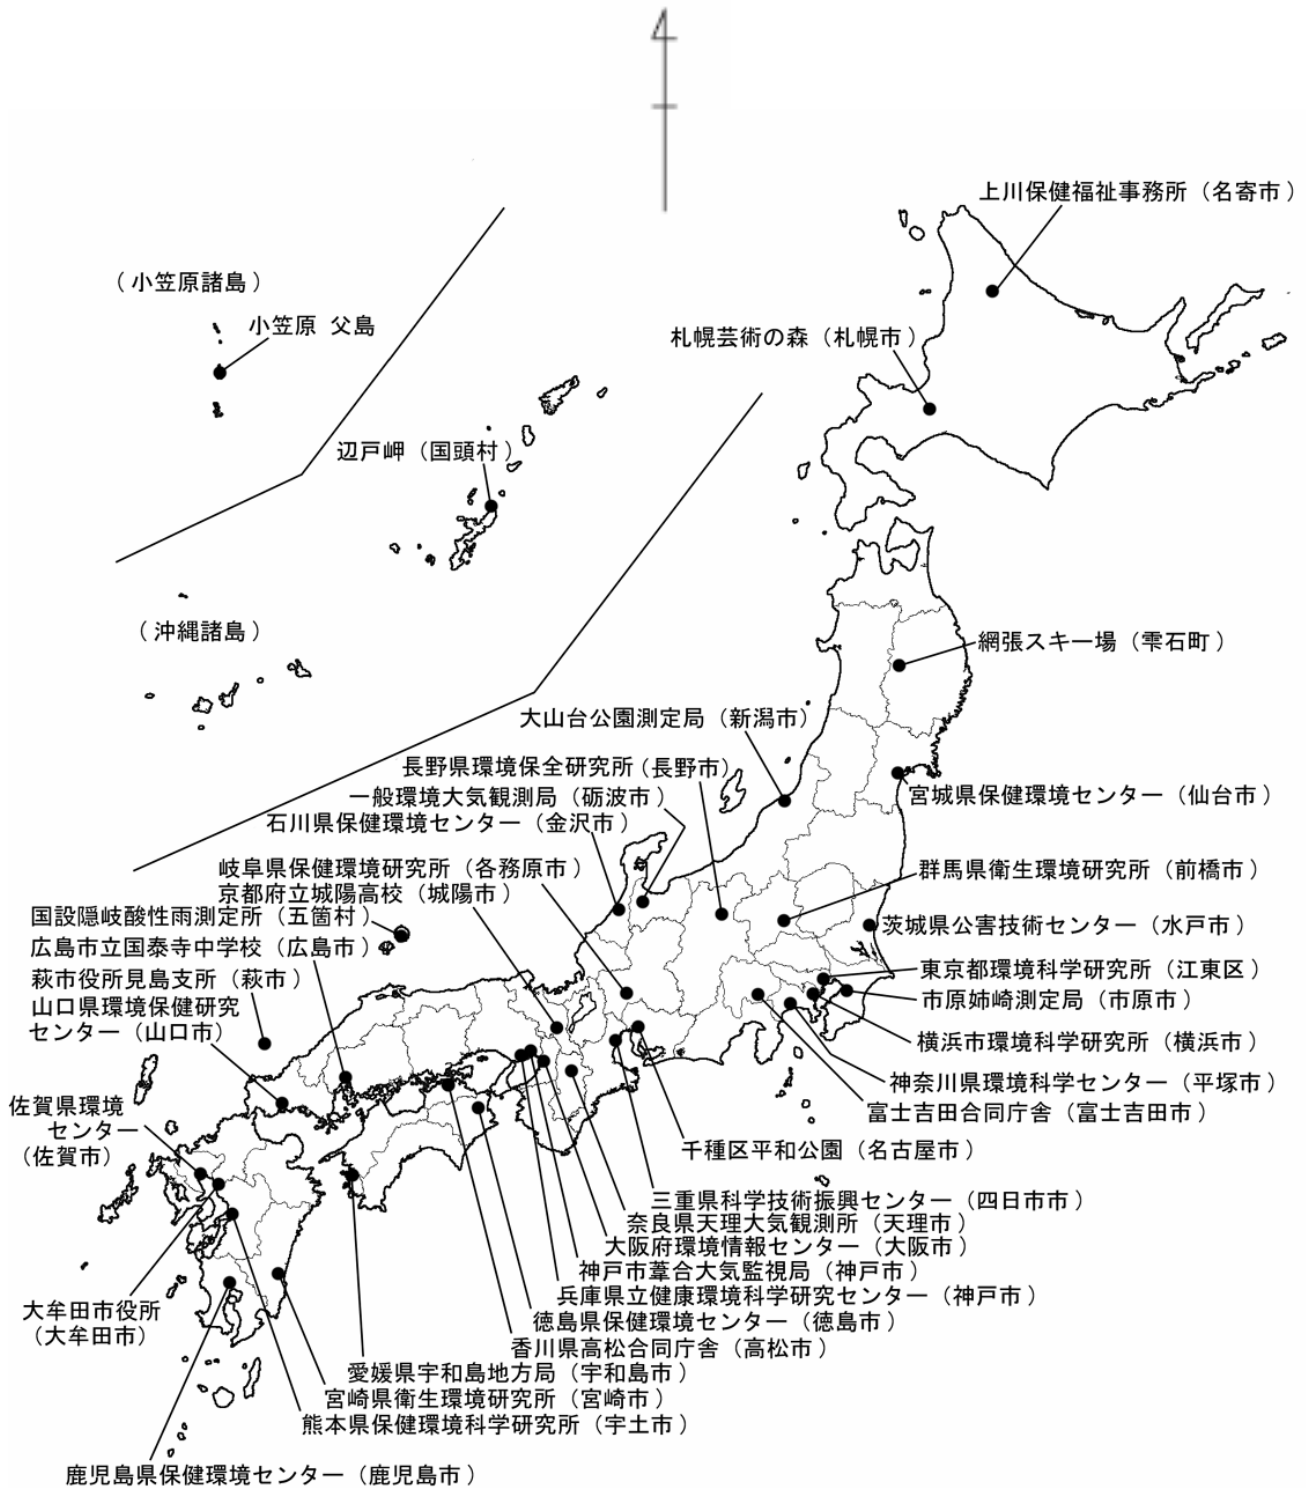 上川保健福祉事務所（名寄市）
（小笠原諸島）
小笠原 父島
札幌芸術の森（札幌市）
辺戸岬（国頭村）
（沖縄諸島）
網張スキー場（雫石町）
大山台公園測定局（新潟市）
長野県環境保全研究所（長野市）
一般環境大気観測局（砺波市）
宮城県保健環境センター（仙台市）
石川県保健環境センター（金沢市）
岐阜県保健環境研究所（各務原市）
群馬県衛生環境研究所（前橋市）
京都府立城陽高校（城陽市）
国設隠岐酸性雨測定所（五箇村）
茨城県公害技術センター（水戸市）
広島市立国泰寺中学校（広島市）
東京都環境科学研究所（江東区）
萩市役所見島支所（萩市）
市原姉崎測定局（市原市）
山口県環境保健研究
センター（山口市）
横浜市環境科学研究所（横浜市）
神奈川県環境科学センター（平塚市）
佐賀県環境
センター
（佐賀市）
富士吉田合同庁舎（富士吉田市）
千種区平和公園（名古屋市）
三重県科学技術振興センター（四日市市）
奈良県天理大気観測所（天理市）
大阪府環境情報センター（大阪市）
神戸市葺合大気監視局（神戸市）
兵庫県立健康環境科学研究センター（神戸市）
大牟田市役所
（大牟田市）
徳島県保健環境センター（徳島市）
香川県高松合同庁舎（高松市）
愛媛県宇和島地方局（宇和島市）
宮崎県衛生環境研究所（宮崎市）
熊本県保健環境科学研究所（宇土市）
鹿児島県保健環境センター（鹿児島市）